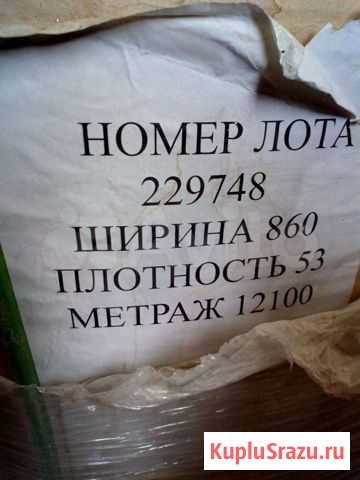 НОМЕР ЛОТА
229748
ШИРИНА 860
ПЛОТНОСТЬ 53
МЕТРАЖ 12100
KupluSrazu.ru